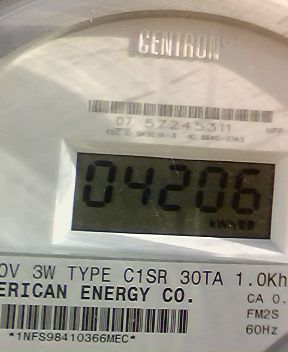 CENTRON
07 57245311
04206
kWh
0V 3W TYPE C1SR 30TA 1.0Kh
ERICAN ENERGY CO.
CA 0.
FM2S
60Hz
*1NFS98410366MEC*